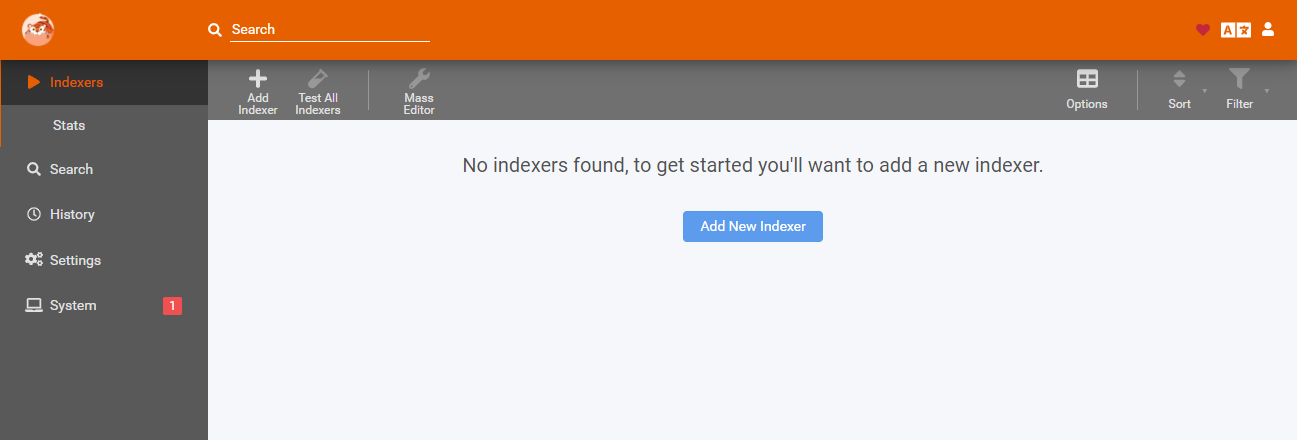 Search
Indexers
Stats
Search
History
Settings
System 1
Add Indexer
Test All Indexers
Mass Editor
Options
Sort
Filter
No indexers found, to get started you'll want to add a new indexer.
Add New Indexer